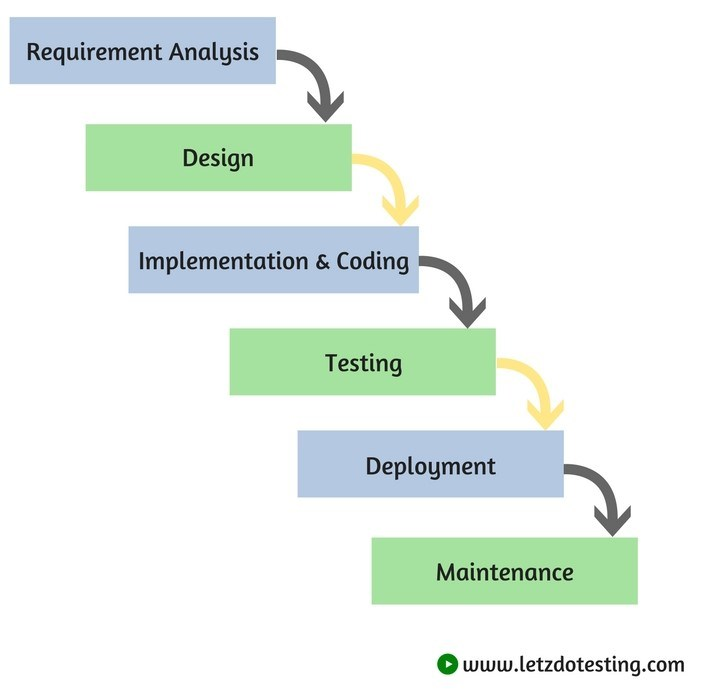 Requirement Analysis
Design
Implementation & Coding
Testing
Deployment
Maintenance
www.letzdotesting.com